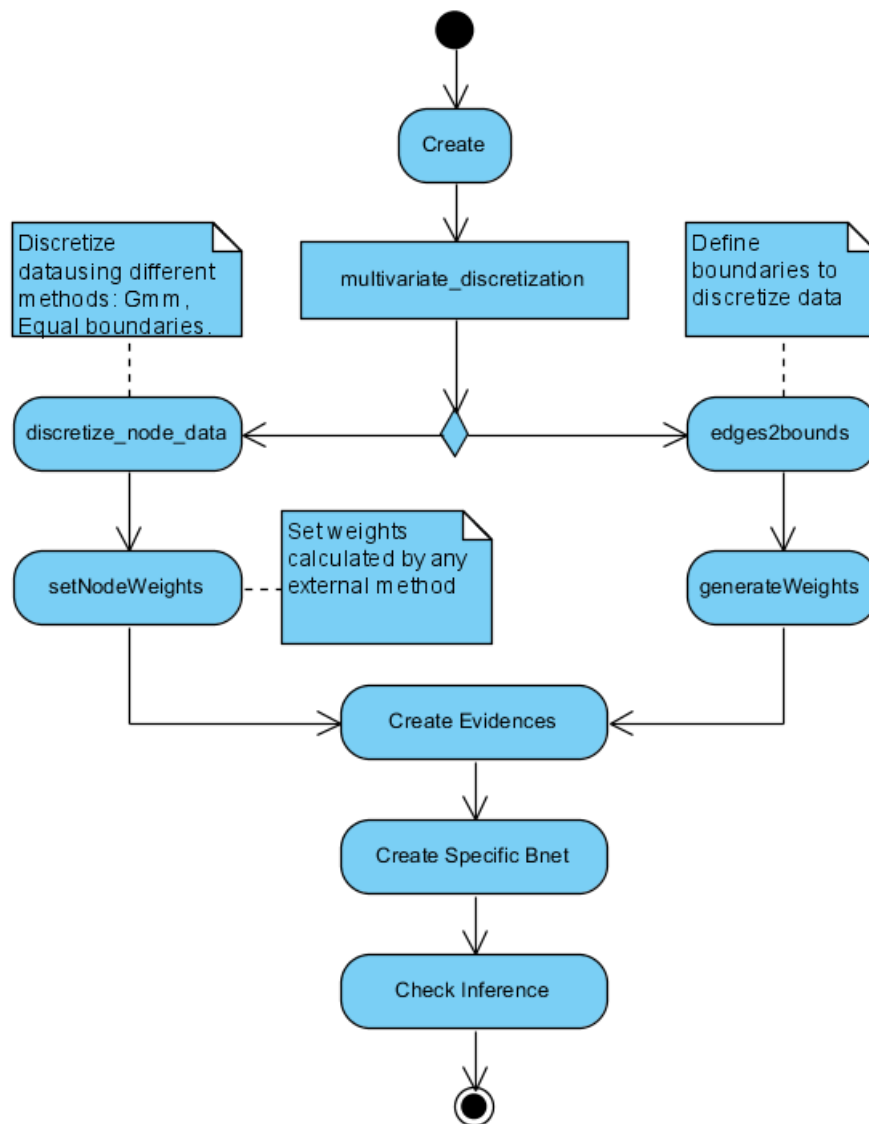 Create
Discretize
datausing different
methods: Gmm,
Equal boundaries.
multivariate_discretization
Define
boundaries to
discretize data
discretize_node_data
edges2bounds
setNodeWeights
Set weights
calculated by any
external method
generateWeights
Create Evidences
Create Specific Bnet
Check Inference